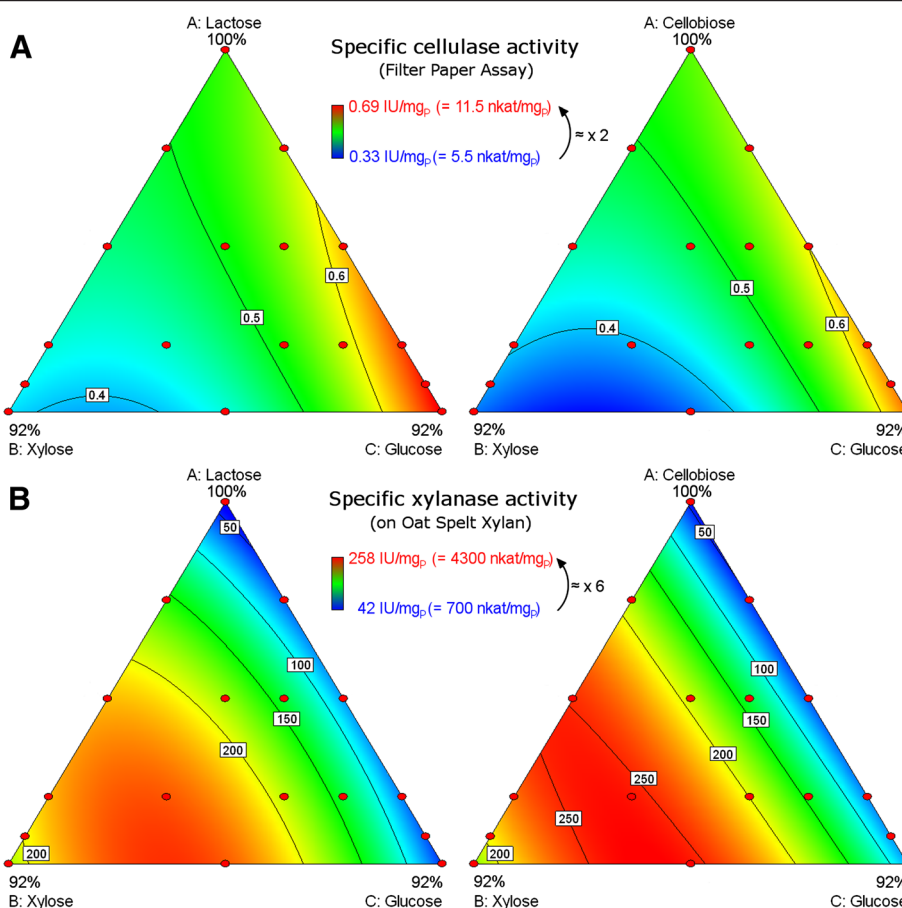 A
A: Lactose
100%
Specific cellulase activity
(Filter Paper Assay)
0.69 IU/mgP (= 11.5 nkat/mgP)
0.33 IU/mgP (= 5.5 nkat/mgP)
≈ x 2
A: Cellobiose
100%
0.6
0.5
0.4
92%
B: Xylose
92%
C: Glucose
0.5
0.4
0.6
92%
B: Xylose
92%
C: Glucose
B
A: Lactose
100%
Specific xylanase activity
(on Oat Spelt Xylan)
258 IU/mgP (= 4300 nkat/mgP)
42 IU/mgP (= 700 nkat/mgP)
≈ x 6
A: Cellobiose
100%
50
100
150
200
200
92%
B: Xylose
92%
C: Glucose
50
100
150
200
250
250
200
92%
B: Xylose
92%
C: Glucose